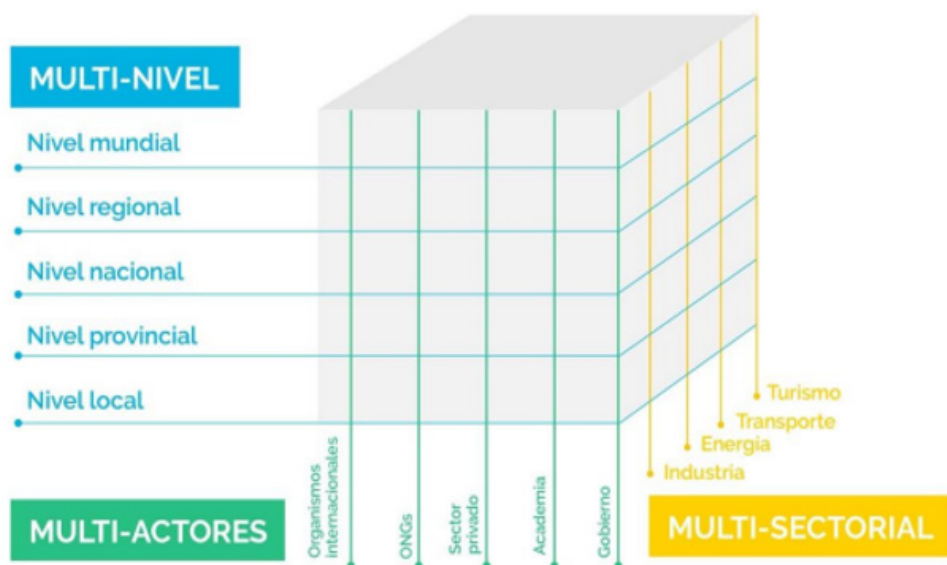 MULTI-NIVEL
Nivel mundial
Nivel regional
Nivel nacional
Nivel provincial
Nivel local
MULTI-ACTORES
Organismos
internacionales
ONGs
Sector
privado
Academia
Gobierno
Turismo
Transporte
Energía
Industria
MULTI-SECTORIAL